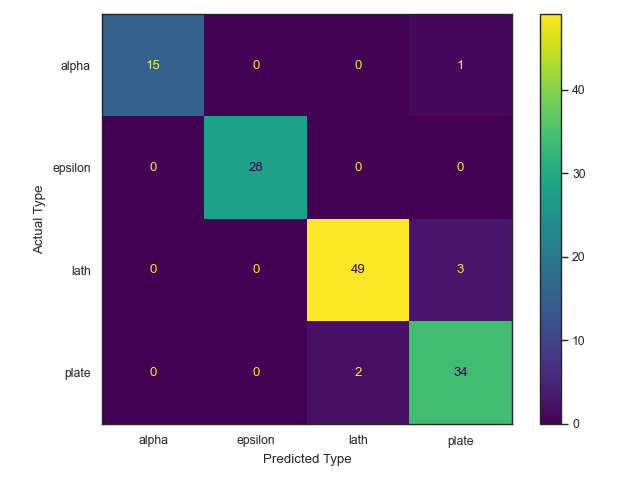 alpha 15 0 0 1
epsilon 0 28 0 0
lath 0 0 49 3
plate 0 0 2 34
alpha epsilon lath plate
Predicted Type
Actual Type
40
30
20
10
0